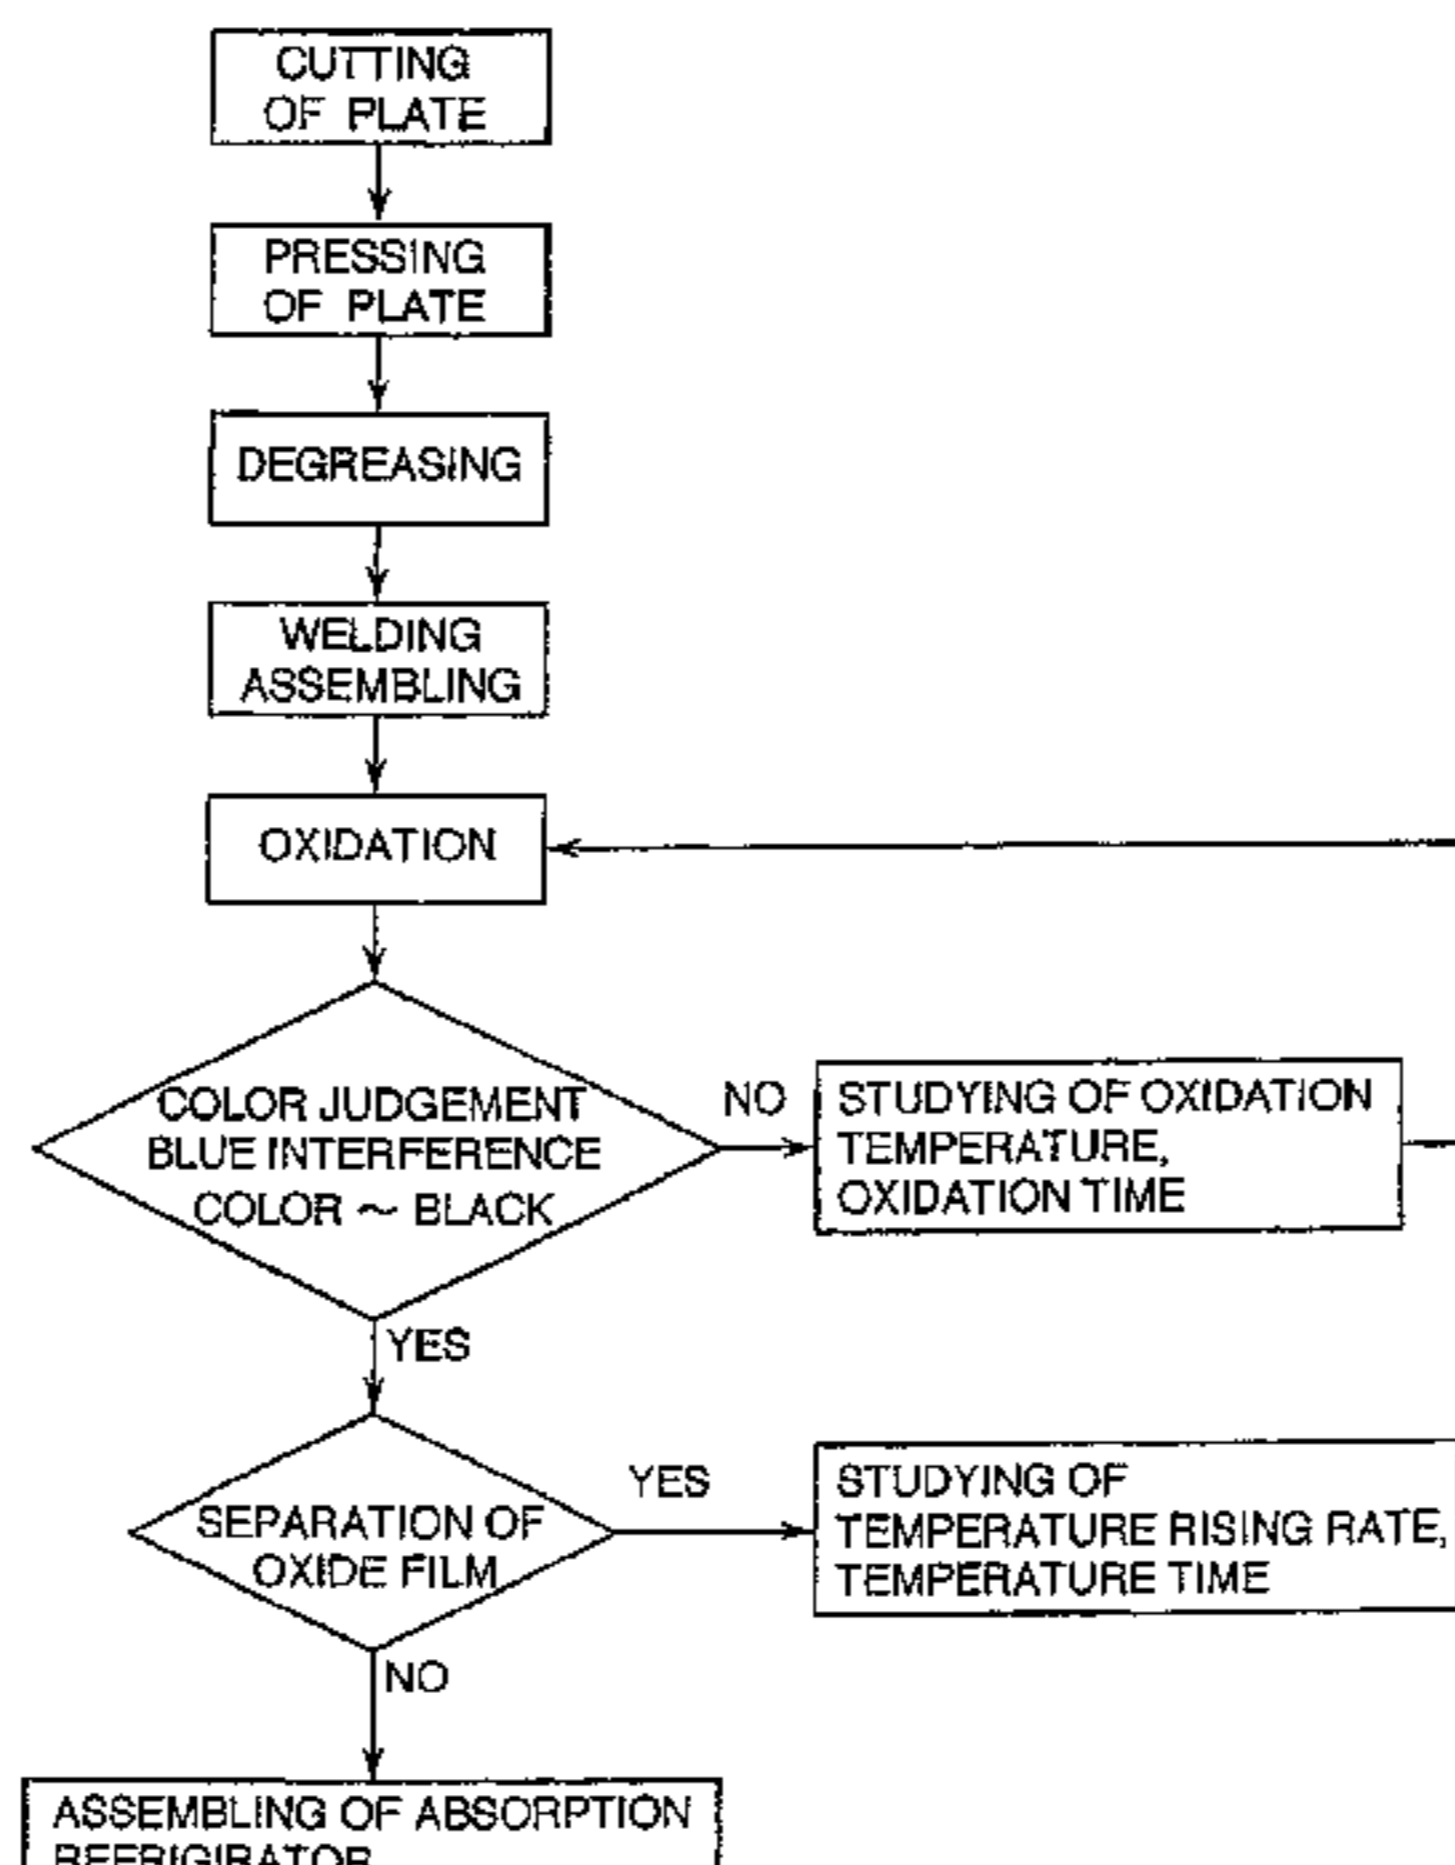 CUTTING
OF PLATE
PRESSING
OF PLATE
DEGREASING
WELDING
ASSEMBLING
OXIDATION
COLOR JUDGEMENT
BLUE INTERFERENCE
COLOR ~ BLACK
NO
STUDYING OF OXIDATION
TEMPERATURE,
OXIDATION TIME
YES
SEPARATION OF
OXIDE FILM
YES
STUDYING OF
TEMPERATURE RISING RATE,
TEMPERATURE TIME
NO
ASSEMBLING OF ABSORPTION
REFRIGIRATOR